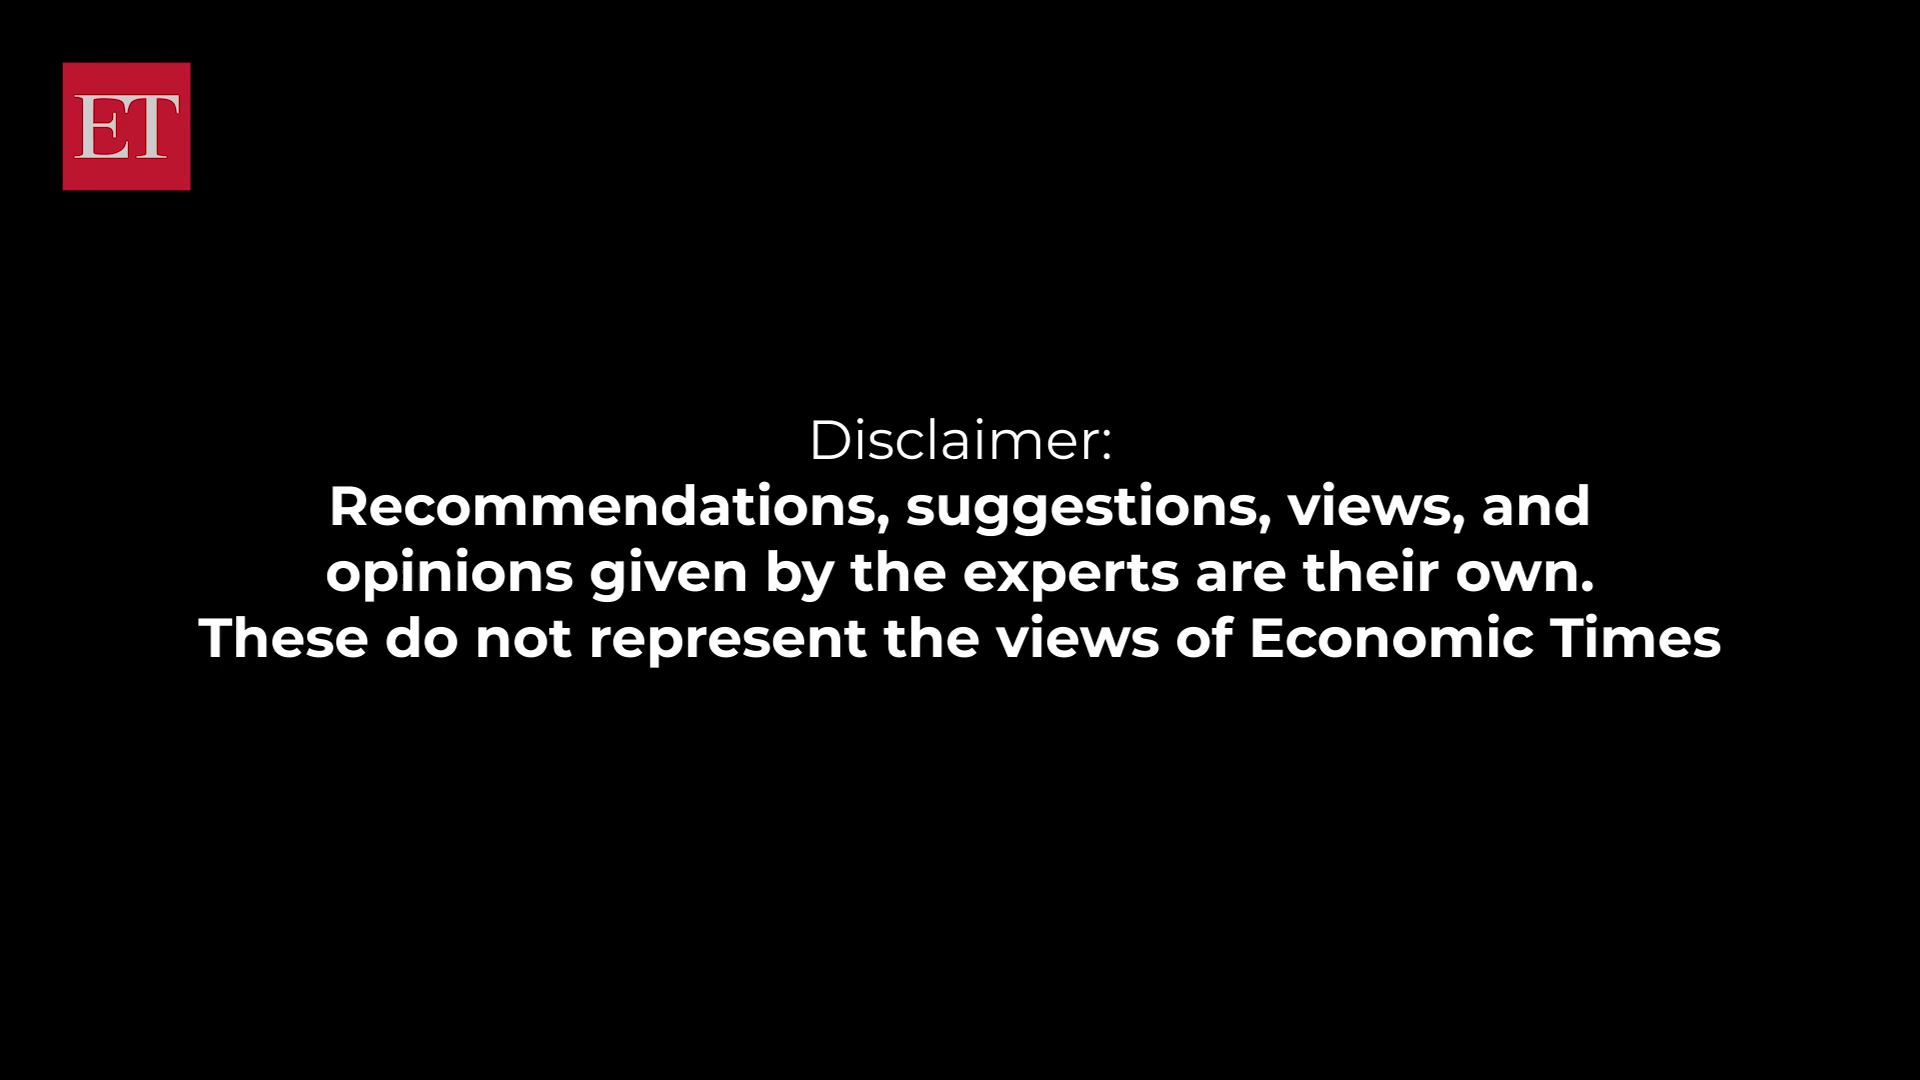 ET
Disclaimer:
Recommendations, suggestions, views, and
opinions given by the experts are their own.
These do not represent the views of Economic Times